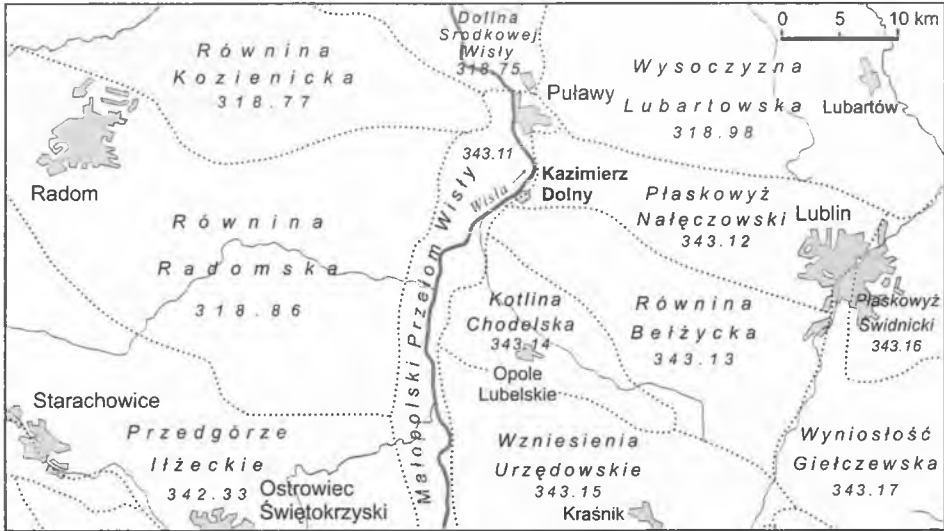 0 5 10 km
Dolina
Środkowej
Wisły
318.75
Równina
Kozienicka
318.77
Wysoczyzna
Lubartowska
318.98
Lubartów
Puławy
Radom
343.11
Wisła
Kazimierz
Dolny
Płaskowyż
Nałęczowski
343.12
Lublin
Małopolski Przełom Wisły
Równina
Radomska
318.86
Kotlina
Chodelska
343.14
Równina
Bełżycka
343.13
Płaskowyż
Świdnicki
343.16
Opole
Lubelskie
Starachowice
Przedgórze
Iłżeckie
342.33
Ostrowiec
Świętokrzyski
Wzniesienia
Urzędowskie
343.15
Kraśnik
Wyniosłość
Giełczewska
343.17